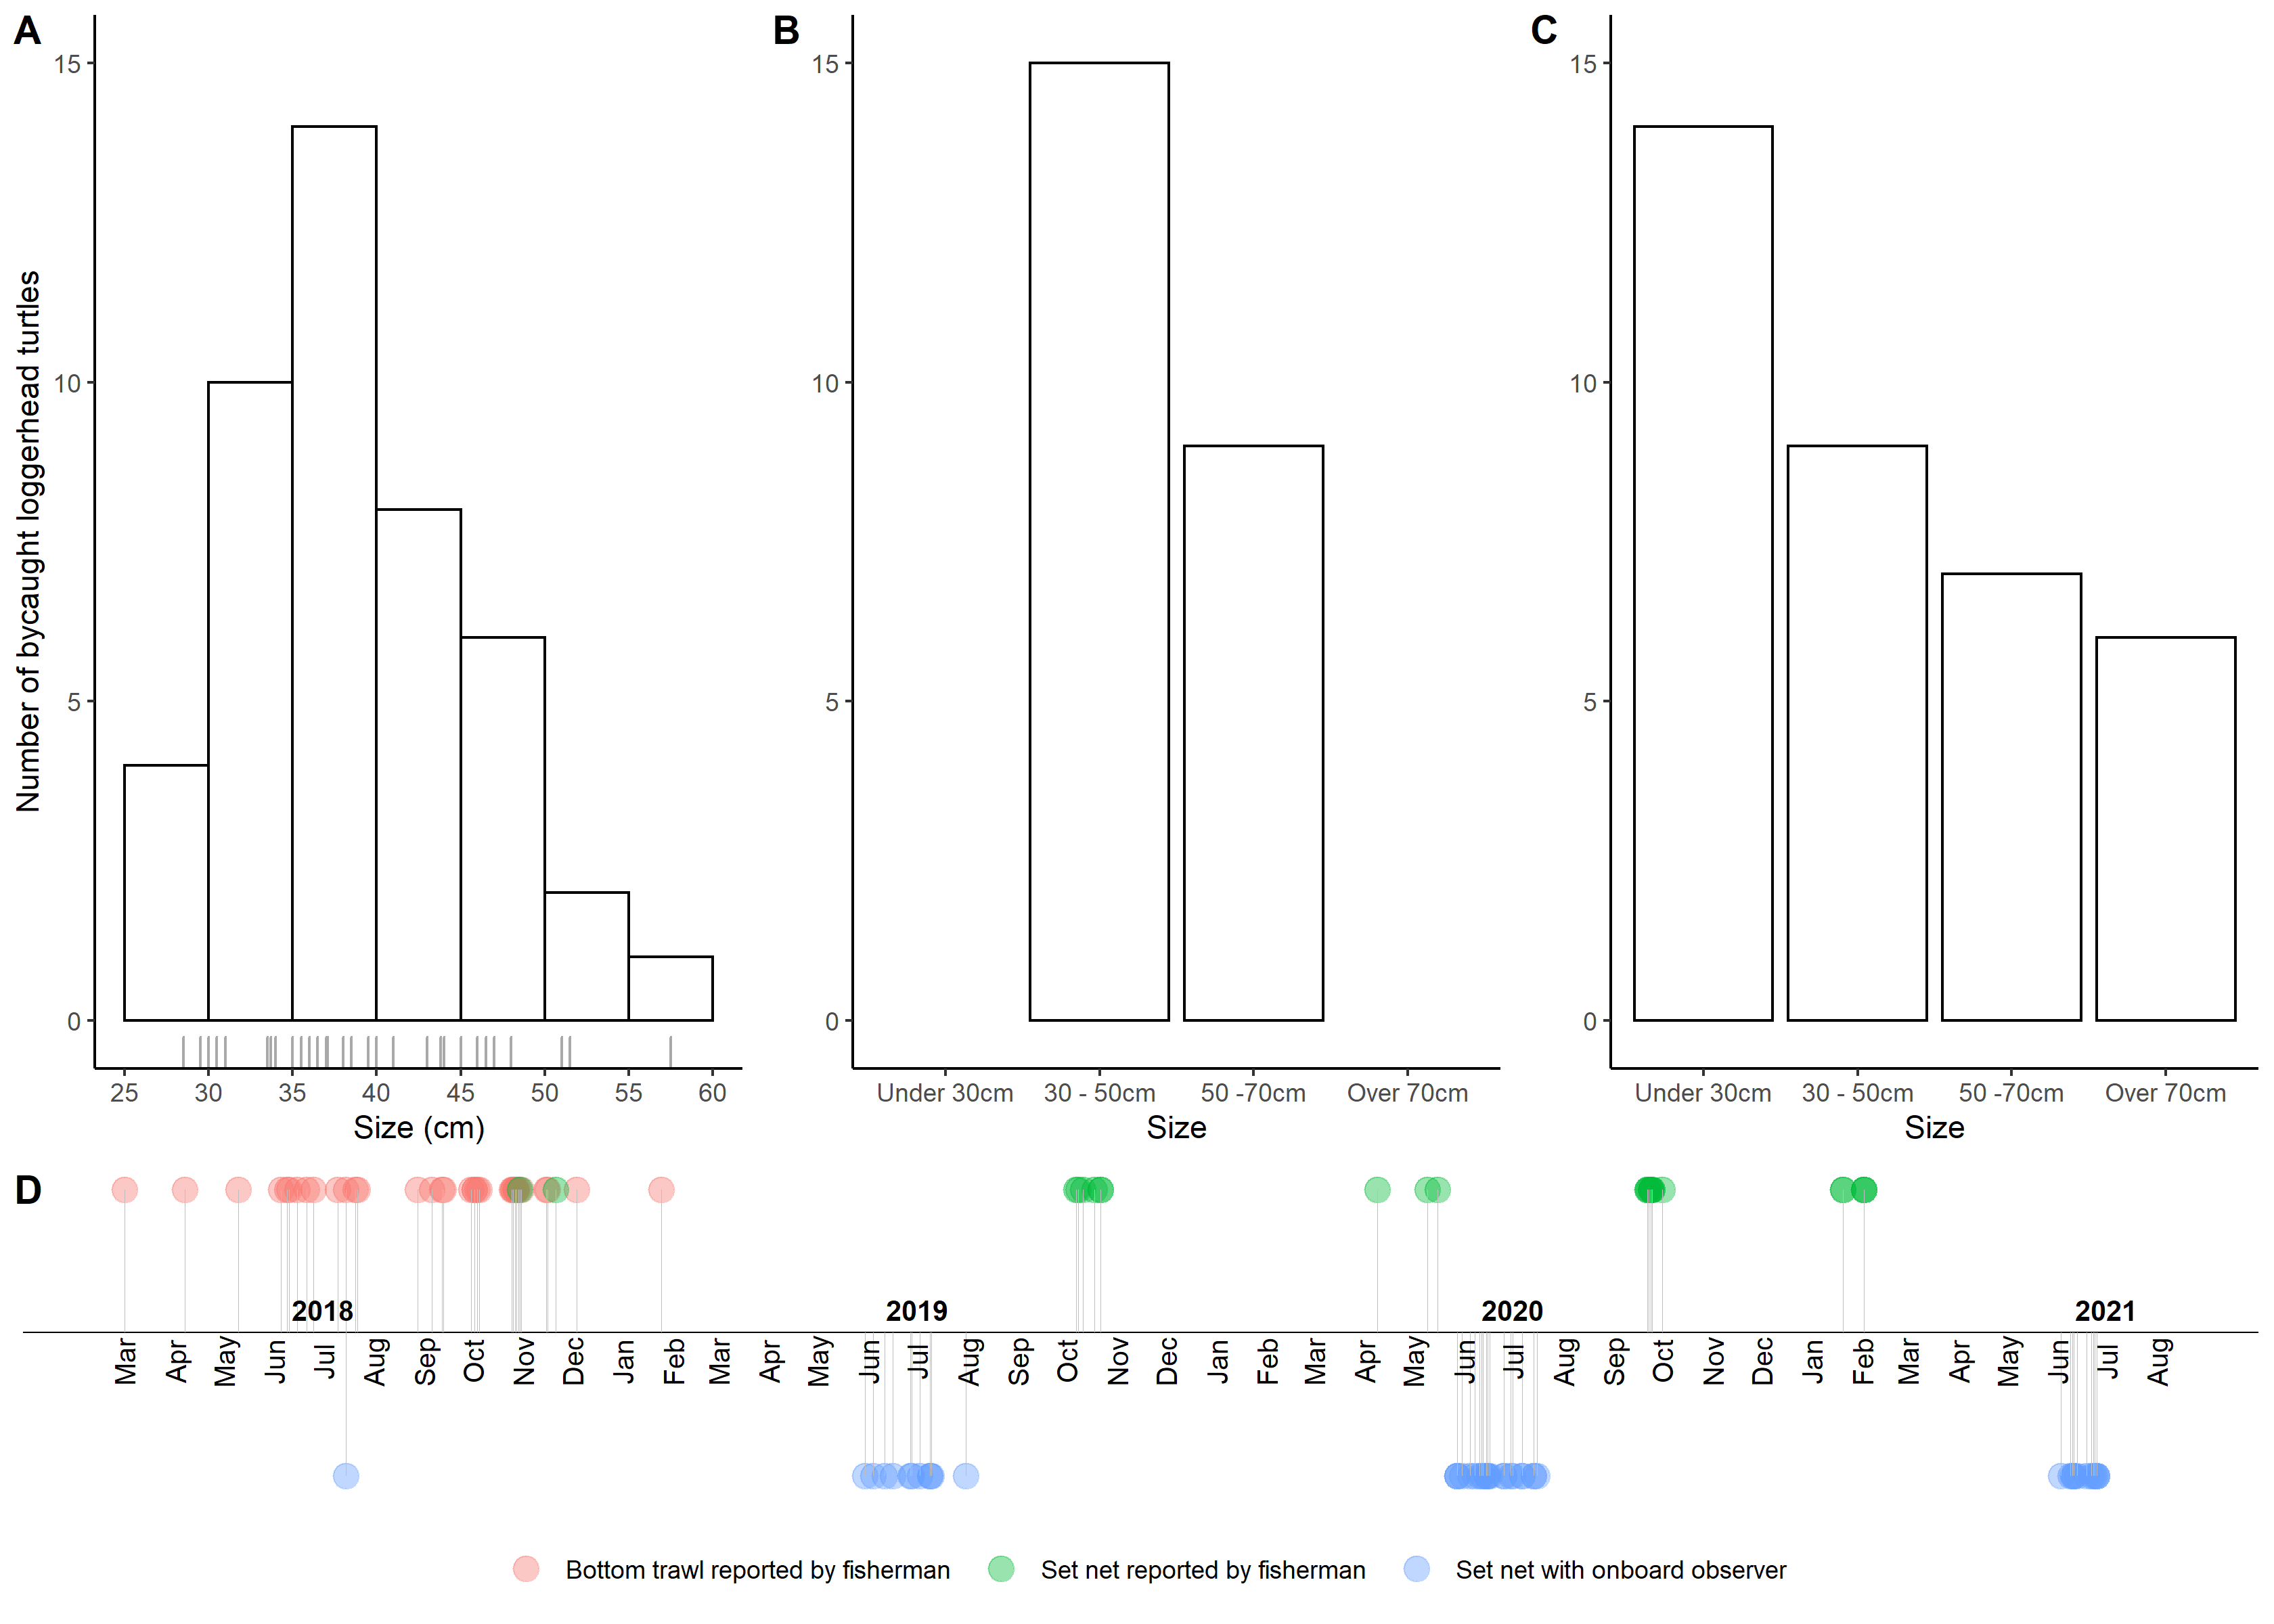 A
B
C
Number of bycaught loggerhead turtles
15
10
5
0
25 30 35 40 45 50 55 60
Size (cm)
15
10
5
0
Under 30cm 30 - 50cm 50 -70cm Over 70cm
Size
15
10
5
0
Under 30cm 30 - 50cm 50 -70cm Over 70cm
Size
D
2018 2019 2020 2021
Mar Apr May Jun Jul Aug Sep Oct Nov Dec Jan Feb Mar Apr May Jun Jul Aug Sep Oct Nov Dec Jan Feb Mar Apr May Jun Jul Aug Sep Oct Nov Dec Jan Feb Mar Apr May Jun Jul Aug
Bottom trawl reported by fisherman Set net reported by fisherman Set net with onboard observer